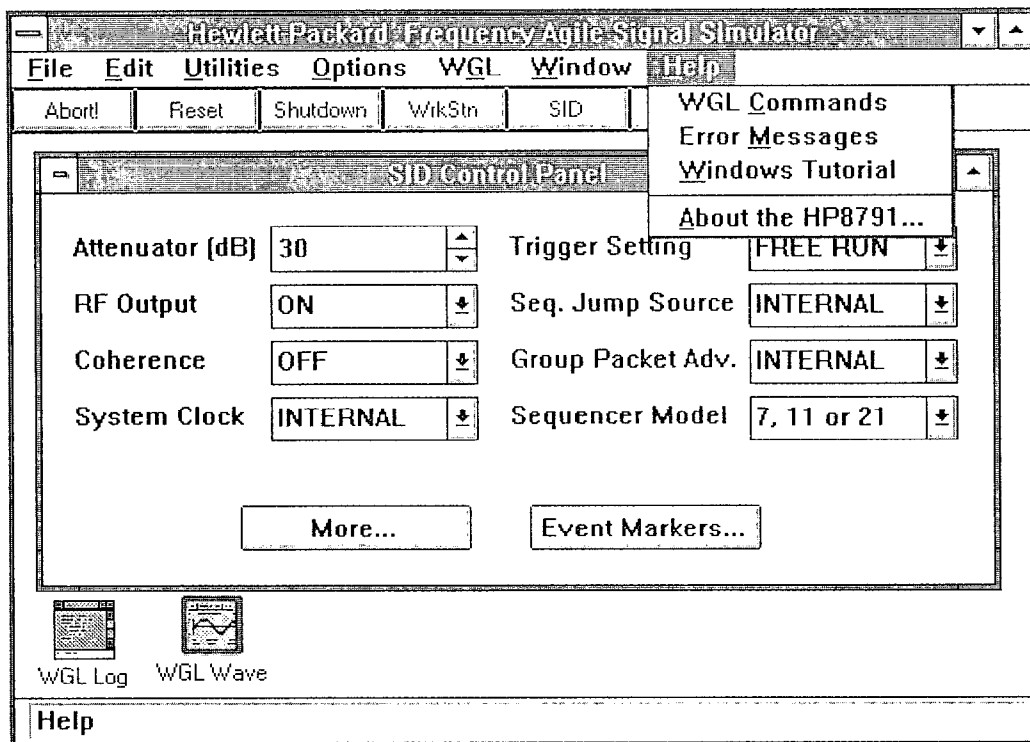 Hewlett-Packard Frequency Agile Signal SImulator
File Edit Utilities Options WGL Window Help
Abort! Reset Shutdown WrkStn SID
WGL Commands
Error Messages
Windows Tutorial
About the HP8791...
SID Control Panel
Attenuator (dB) 30 Trigger Setting FREE RUN
RF Output ON Seq. Jump Source INTERNAL
Coherence OFF Group Packet Adv. INTERNAL
System Clock INTERNAL Sequencer Model 7, 11 or 21
More... Event Markers...
WGL Log WGL Wave
Help